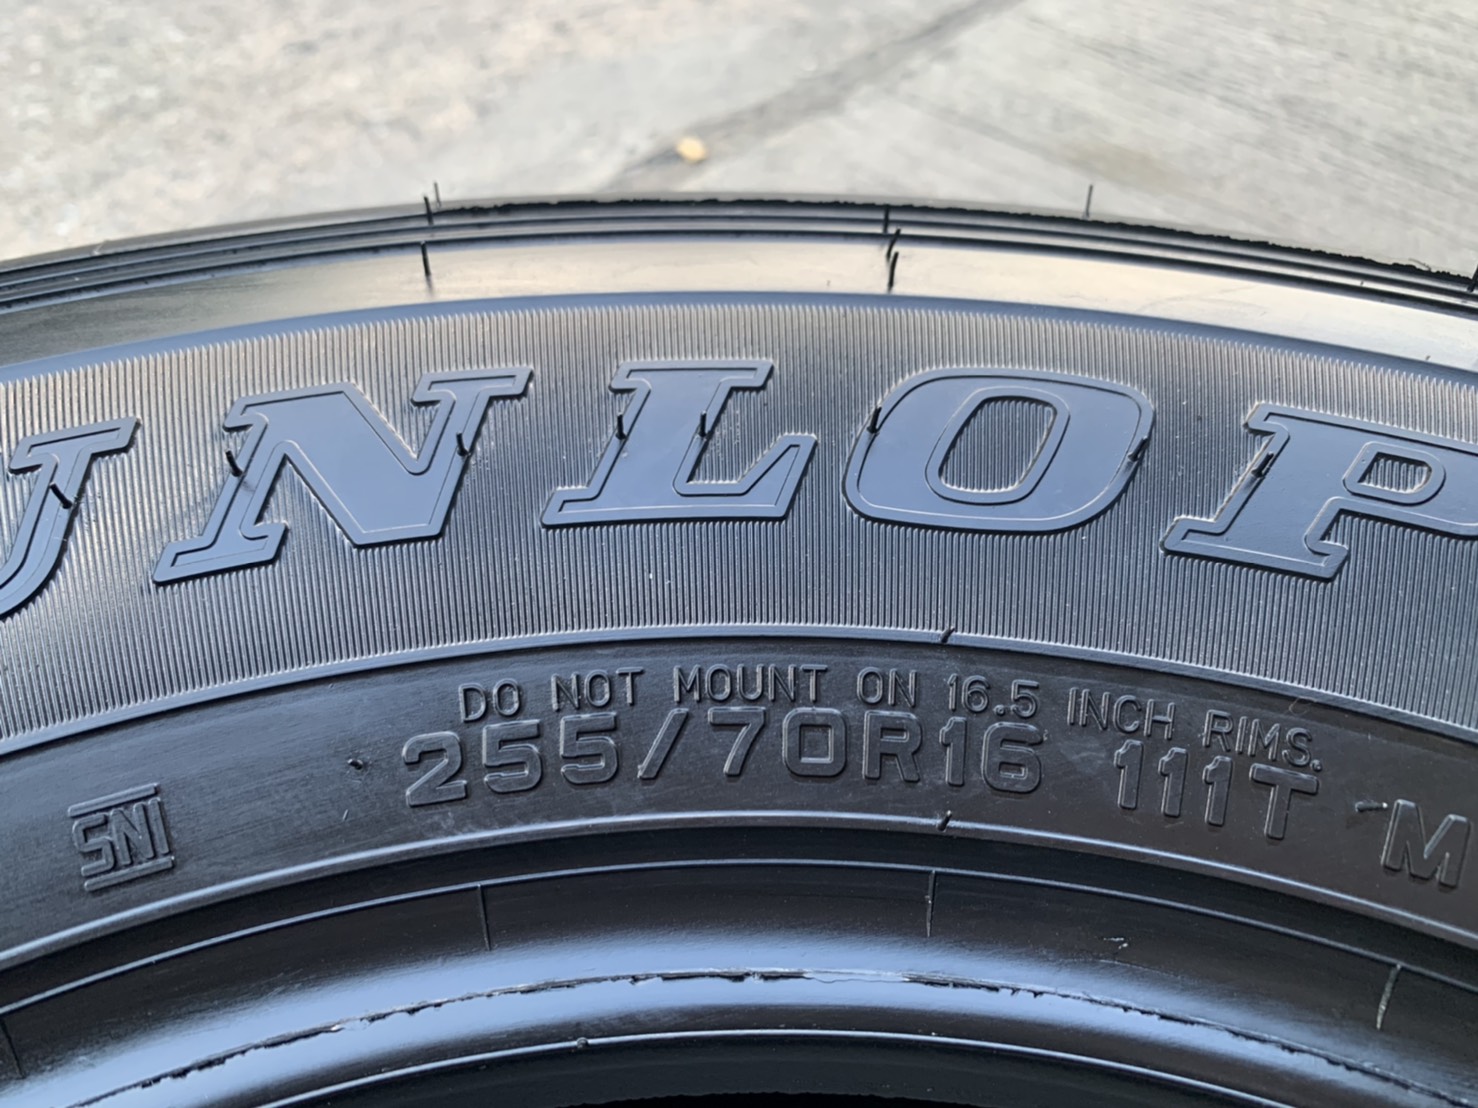 UNLOP
DO NOT MOUNT ON 16.5 INCH RIMS.
255/70R16 111T M
SNI